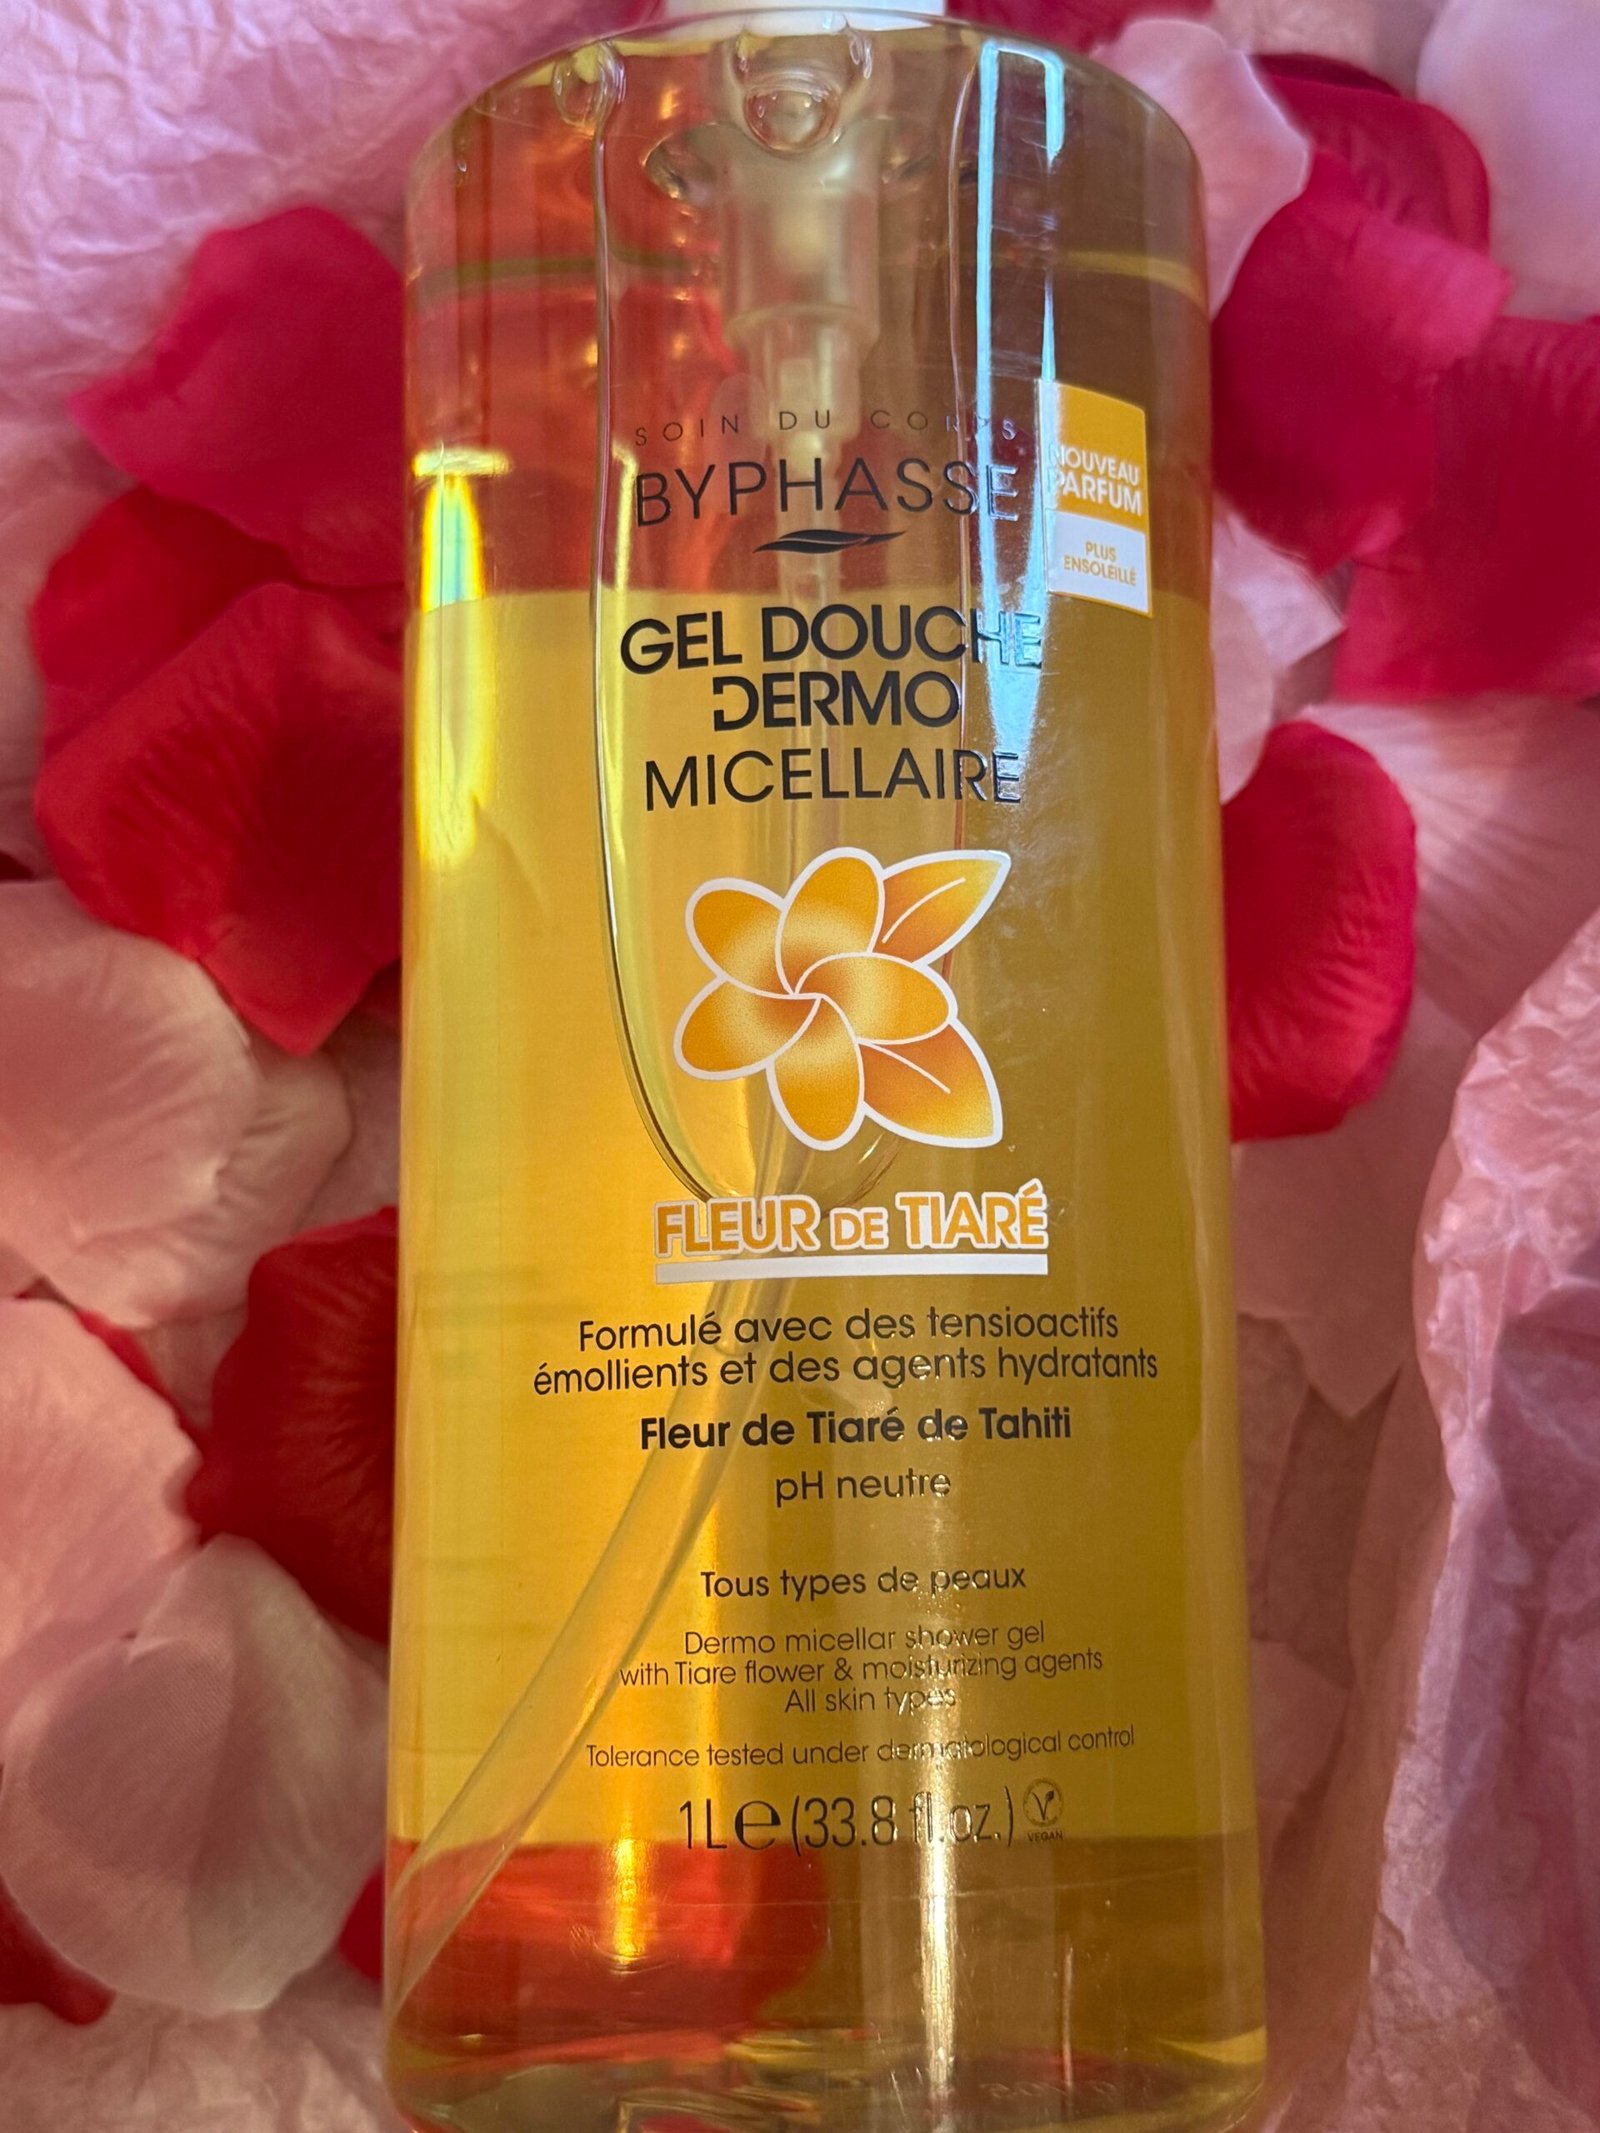 SOIN DU CORPS
BYPHASSE
NOUVEAU
PARFUM
PLUS
ENSOLEILLÉ
GEL DOUCHE
DERMO
MICELLAIRE
FLEUR DE TIARÉ
Formulé avec des tensioactifs
émollients et des agents hydratants
Fleur de Tiaré de Tahiti
pH neutre
Tous types de peaux
Dermo micellar shower gel
with Tiare flower & moisturizing agents
All skin types
Tolerance tested under dermatological control
1L e (33.8 fl.oz.)
VEGAN